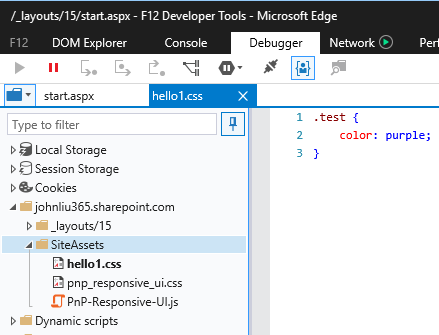 /_layouts/15/start.aspx - F12 Developer Tools - Microsoft Edge
F12 DOM Explorer Console Debugger Network Perf
start.aspx hello1.css
Type to filter
Local Storage
Session Storage
Cookies
johnliu365.sharepoint.com
_layouts/15
SiteAssets
hello1.css
pnp_responsive_ui.css
PnP-Responsive-UI.js
Dynamic scripts
1 .test {
2 color: purple;
3 }